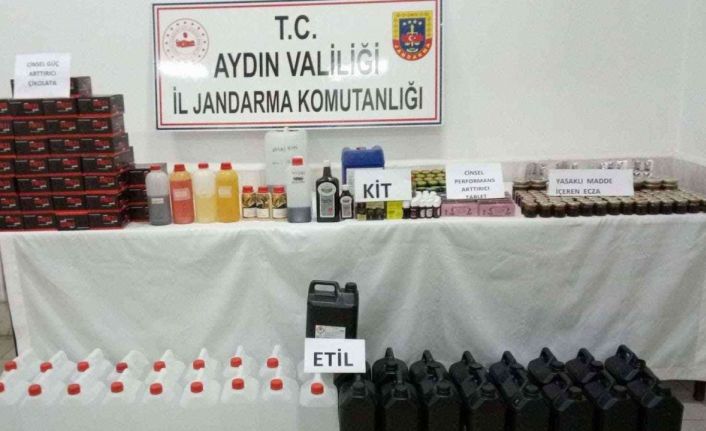 T.C.
AYDIN VALİLİĞİ
İL JANDARMA KOMUTANLIĞI
JANDARMA
CİNSEL GÜÇ
ARTTIRICI
ÇİKOLATA
KİT
CİNSEL
PERFORMANS
ARTTIRICI
TABLET
YASAKLI MADDE
İÇEREN ECZA
ETİL